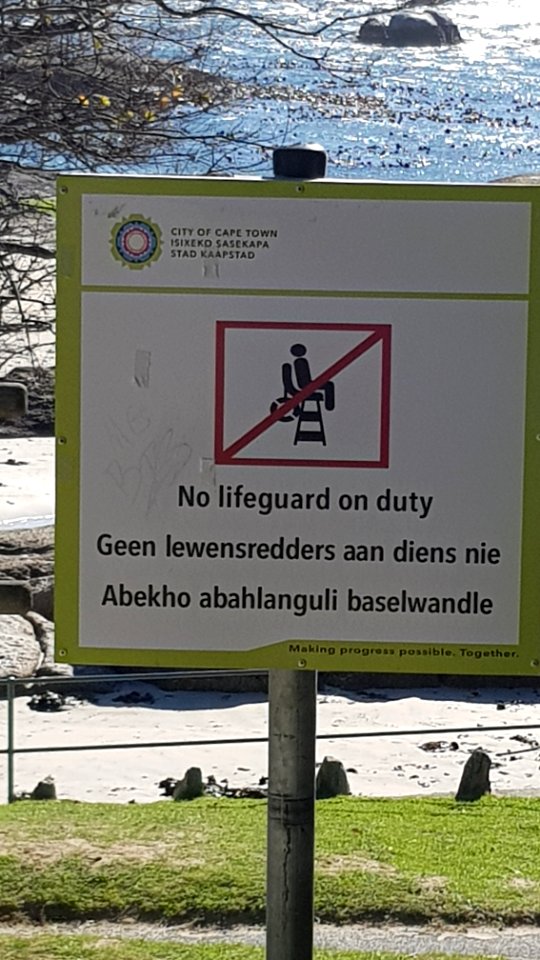 CITY OF CAPE TOWN
ISIXEKO SASEKAPA
STAD KAAPSTAD
No lifeguard on duty
Geen lewensredders aan diens nie
Abekho abahlanguli baselwandle
Making progress possible. Together.